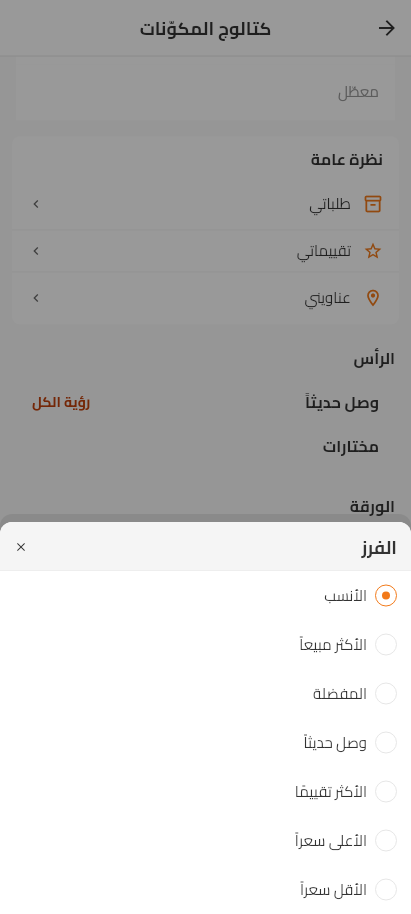 كتالوج المكوّنات
معطّل
نظرة عامة
طلباتي
تقييماتي
عناويني
الرأس
وصل حديثاً
رؤية الكل
مختارات
الورقة
الفرز
الأنسب
الأكثر مبيعاً
المفضلة
وصل حديثاً
الأكثر تقييمًا
الأعلى سعراً
الأقل سعراً